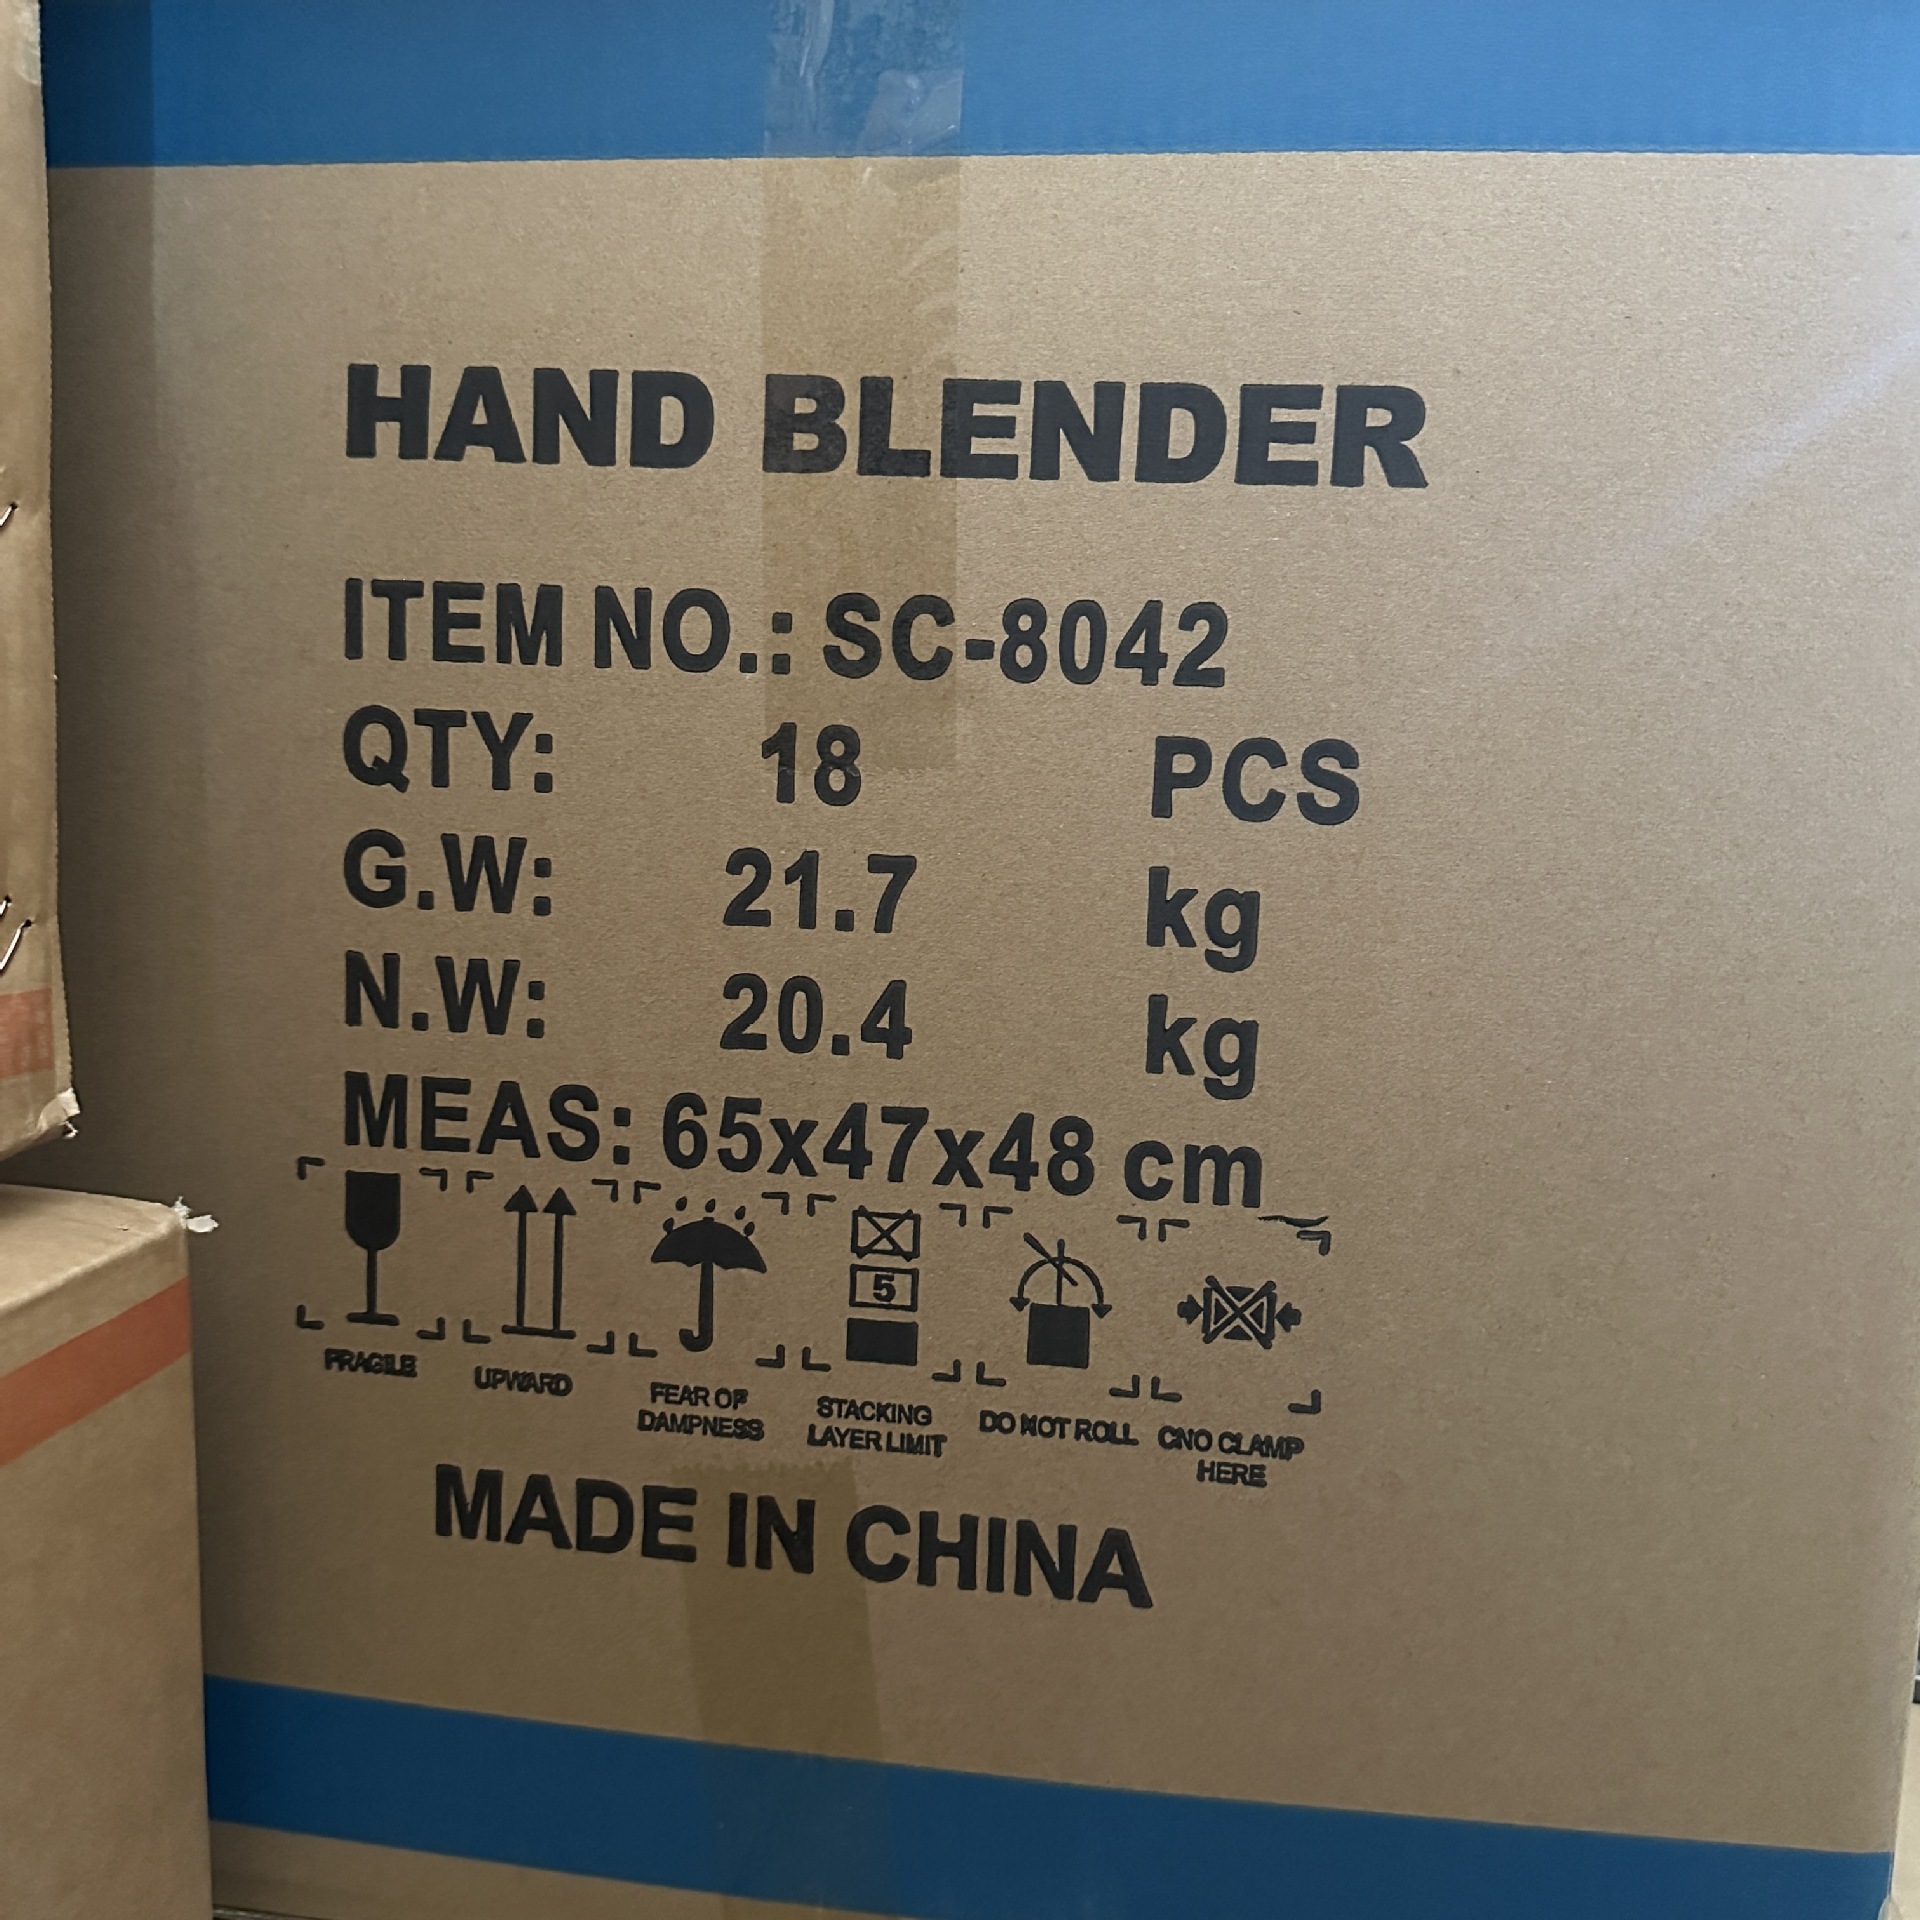 HAND BLENDER
ITEM NO.: SC-8042
QTY: 18 PCS
G.W: 21.7 kg
N.W: 20.4 kg
MEAS: 65x47x48 cm
5
FRAGILE
UPWARD
FEAR OF
DAMPNESS
STACKING
LAYER LIMIT
DO NOT ROLL
CNO CLAMP
HERE
MADE IN CHINA